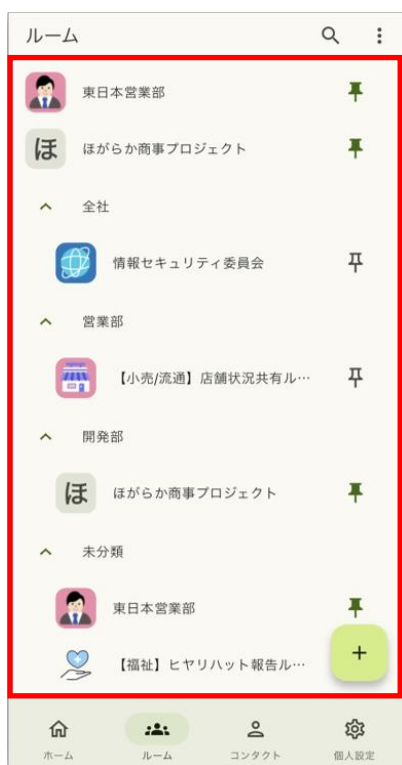 ルーム
東日本営業部
ほ
ほがらか商事プロジェクト
全社
情報セキュリティ委員会
営業部
【小売/流通】店舗状況共有ル…
開発部
ほ
ほがらか商事プロジェクト
未分類
東日本営業部
【福祉】ヒヤリハット報告ル…
ホーム
ルーム
コンタクト
個人設定